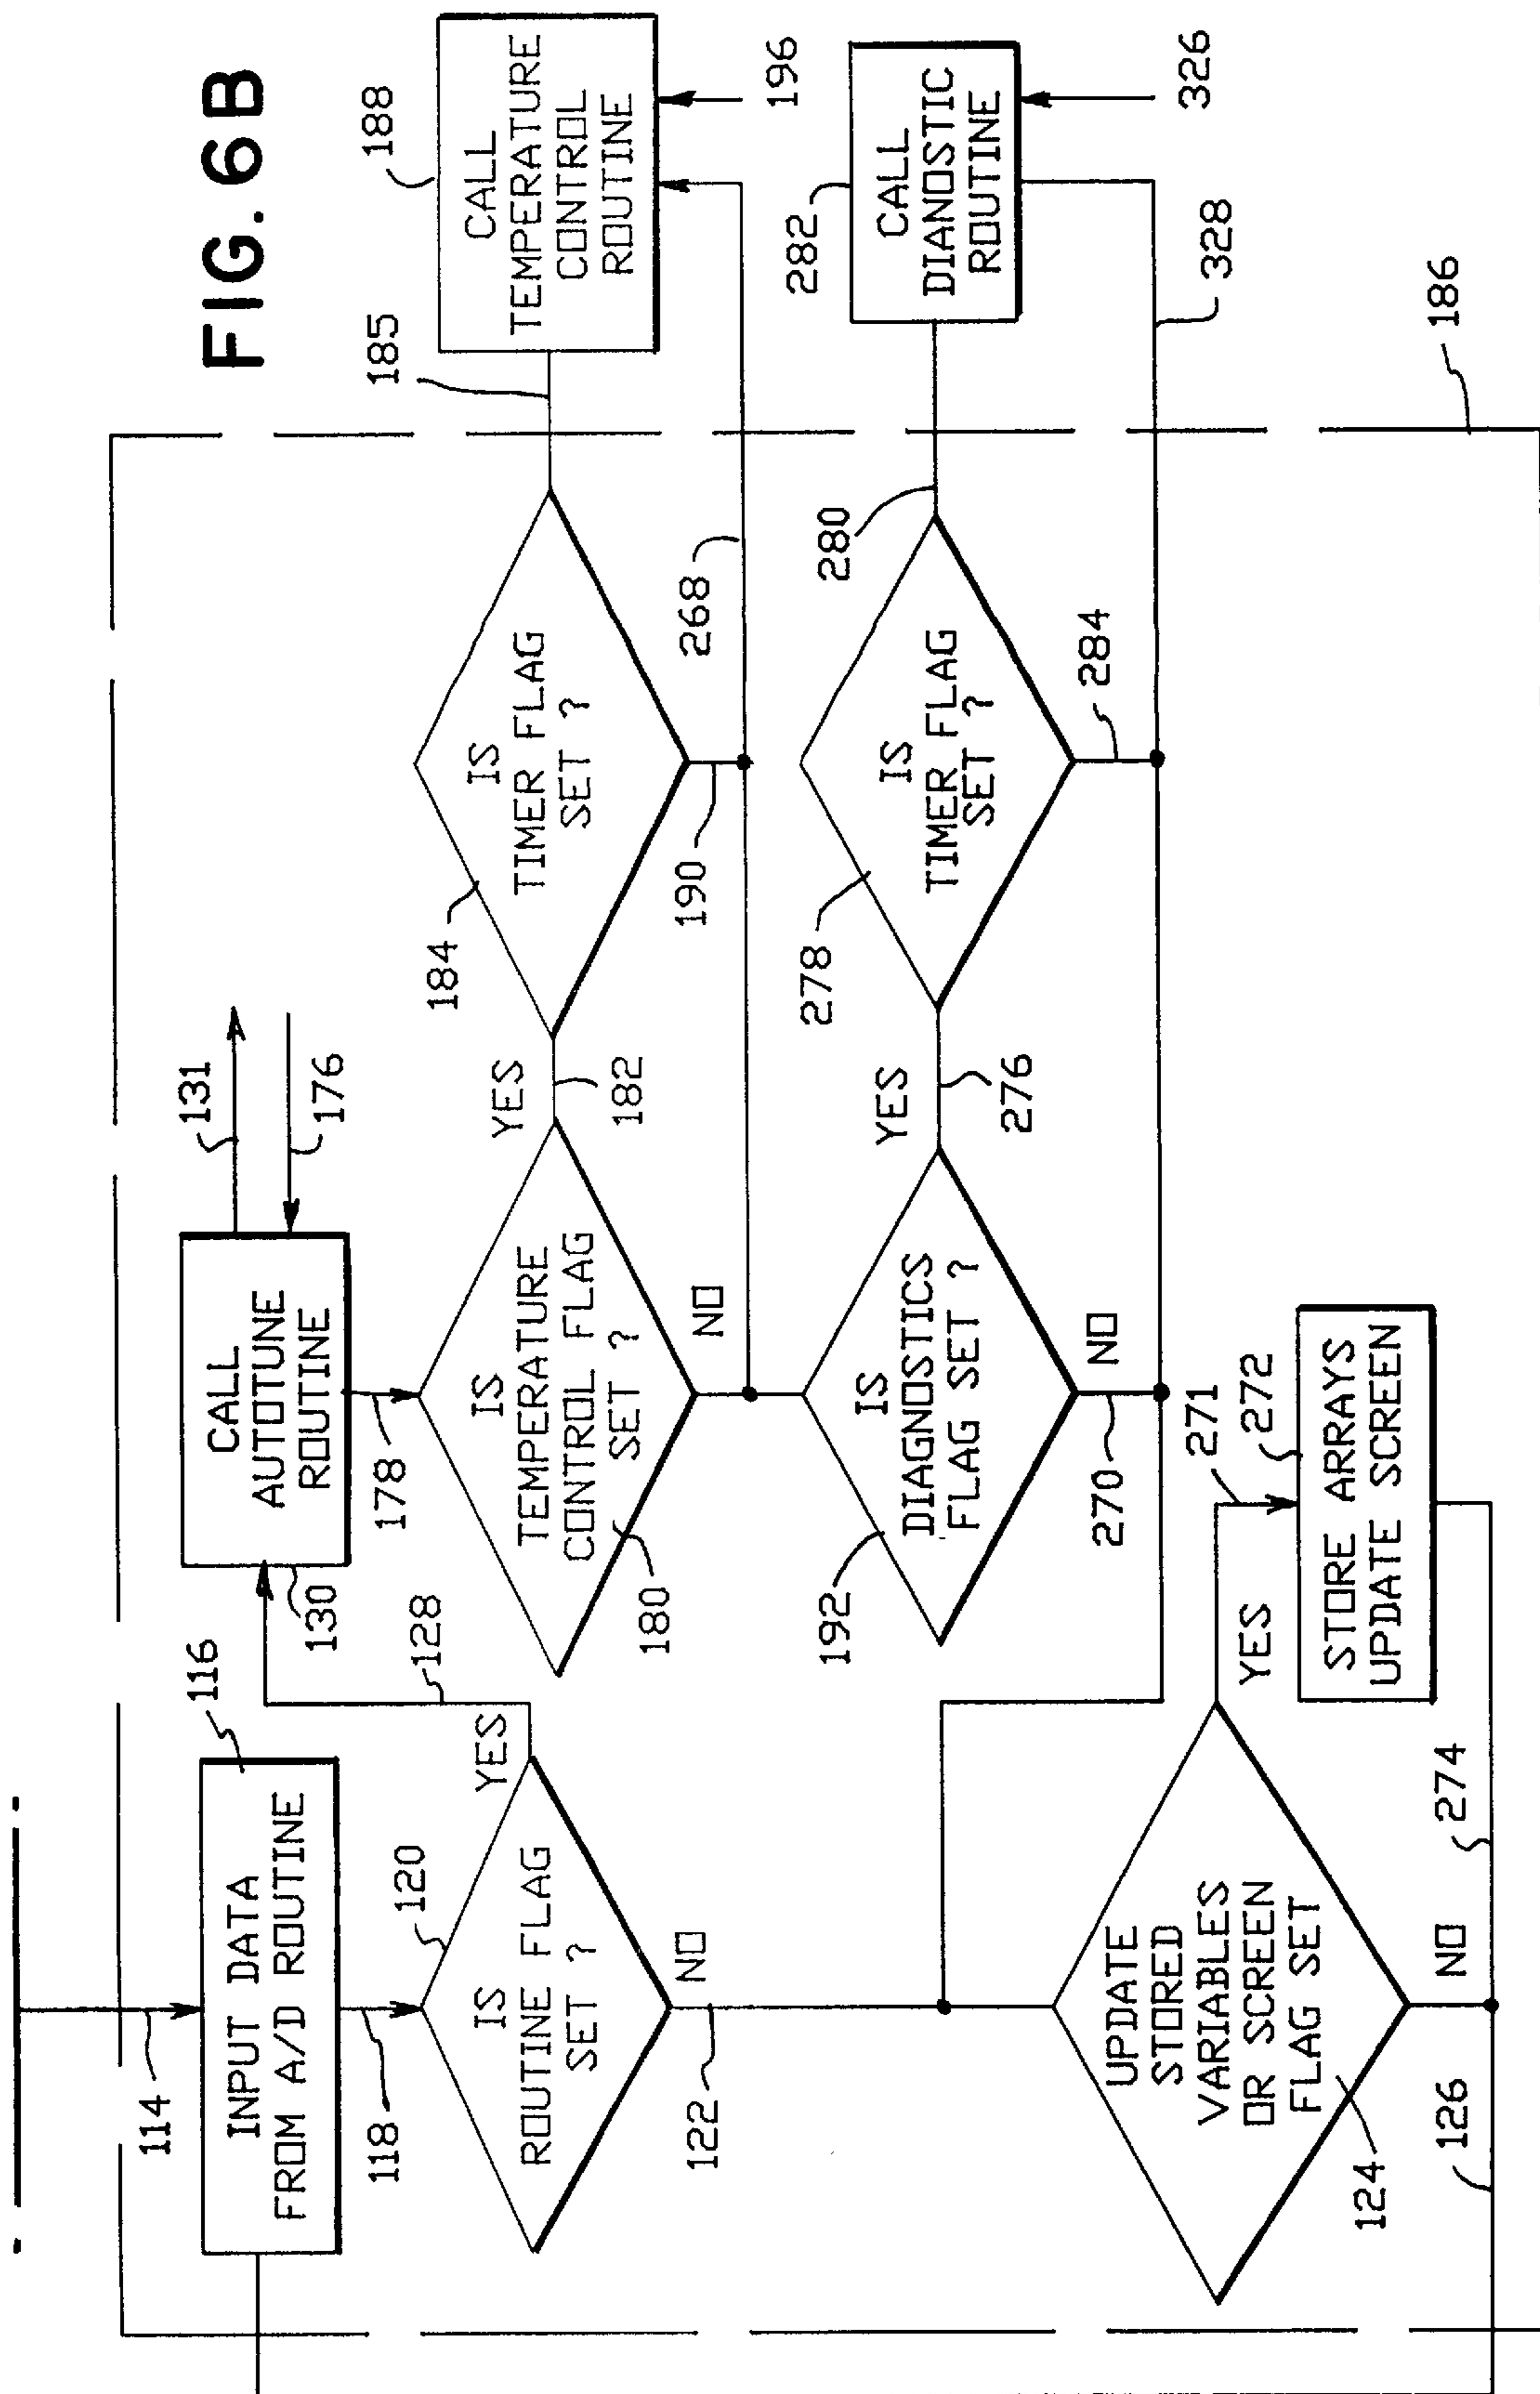 FIG. 6B
114
INPUT DATA
FROM A/D ROUTINE
116
118
IS
ROUTINE FLAG
SET ?
120
YES
128
NO
122
CALL
AUTOTUNE
ROUTINE
130
131
176
178
IS
TEMPERATURE
CONTROL FLAG
SET ?
180
YES
182
NO
IS
TIMER FLAG
SET ?
184
185
190
268
CALL
TEMPERATURE
CONTROL
ROUTINE
188
196
IS
DIAGNOSTICS
FLAG SET ?
192
YES
276
NO
270
IS
TIMER FLAG
SET ?
278
280
284
CALL
DIANOSTIC
ROUTINE
282
326
328
186
UPDATE
STORED
VARIABLES
OR SCREEN
FLAG SET
124
YES
271
NO
126
STORE ARRAYS
UPDATE SCREEN
272
274